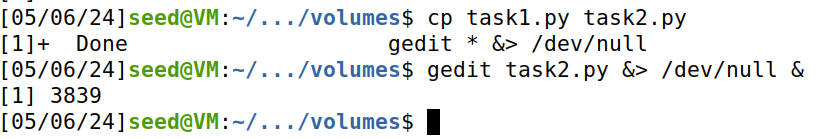 [05/06/24]seed@VM:~/.../volumes$ cp task1.py task2.py
[1]+  Done                    gedit * &> /dev/null
[05/06/24]seed@VM:~/.../volumes$ gedit task2.py &> /dev/null &
[1] 3839
[05/06/24]seed@VM:~/.../volumes$